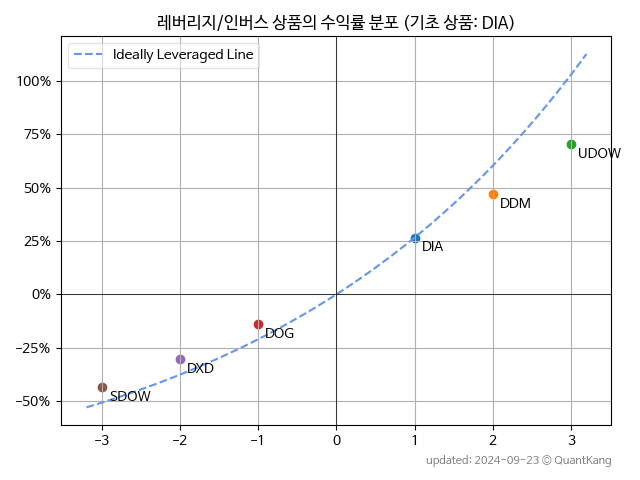 레버리지/인버스 상품의 수익률 분포 (기초 상품: DIA)
Ideally Leveraged Line
100%
75%
50%
25%
0%
−25%
−50%
UDOW
DDM
DIA
DOG
DXD
SDOW
−3 −2 −1 0 1 2 3
updated: 2024-09-23 © QuantKang